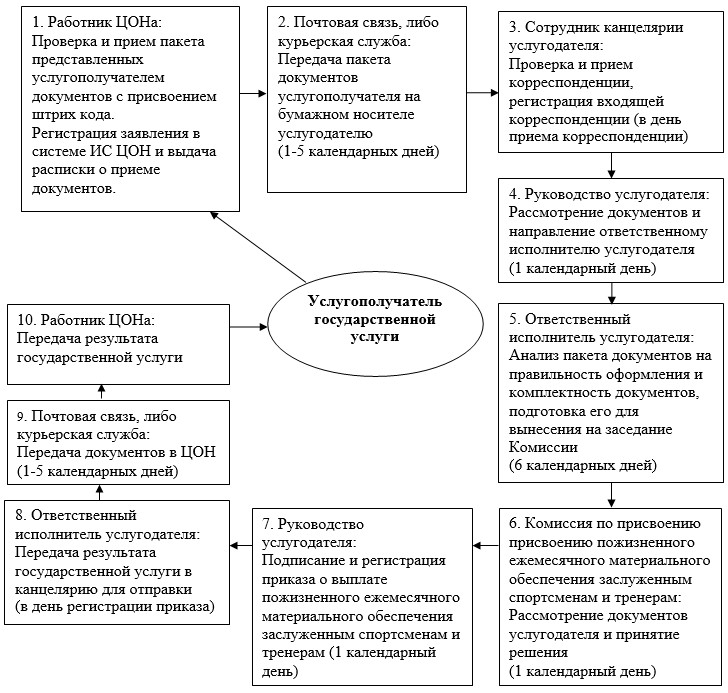 1. Работник ЦОНа:
Проверка и прием пакета
представленных
услугополучателем
документов с присвоением
штрих кода.
Регистрация заявления в
системе ИС ЦОН и выдача
расписки о приеме
документов.
2. Почтовая связь, либо
курьерская служба:
Передача пакета
документов
услугополучателя на
бумажном носителе
услугодателю
(1-5 календарных дней)
3. Сотрудник канцелярии
услугодателя:
Проверка и прием
корреспонденции,
регистрация входящей
корреспонденции (в день
приема корреспонденции)
4. Руководство услугодателя:
Рассмотрение документов и
направление ответственному
исполнителю услугодателя
(1 календарный день)
5. Ответственный
исполнитель услугодателя:
Анализ пакета документов на
правильность оформления и
комплектность документов,
подготовка его для
вынесения на заседание
Комиссии
(6 календарных дней)
6. Комиссия по присвоению
присвоению пожизненного
ежемесячного материального
обеспечения заслуженным
спортсменам и тренерам:
Рассмотрение документов
услугодателя и принятие
решения
(1 календарный день)
7. Руководство
услугодателя:
Подписание и регистрация
приказа о выплате
пожизненного ежемесячного
материального обеспечения
заслуженным спортсменам и
тренерам (1 календарный
день)
8. Ответственный
исполнитель услугодателя:
Передача результата
государственной услуги в
канцелярию для отправки
(в день регистрации приказа)
9. Почтовая связь, либо
курьерская служба:
Передача документов в ЦОН
(1-5 календарных дней)
10. Работник ЦОНа:
Передача результата
государственной услуги
Услугополучатель
государственной
услуги